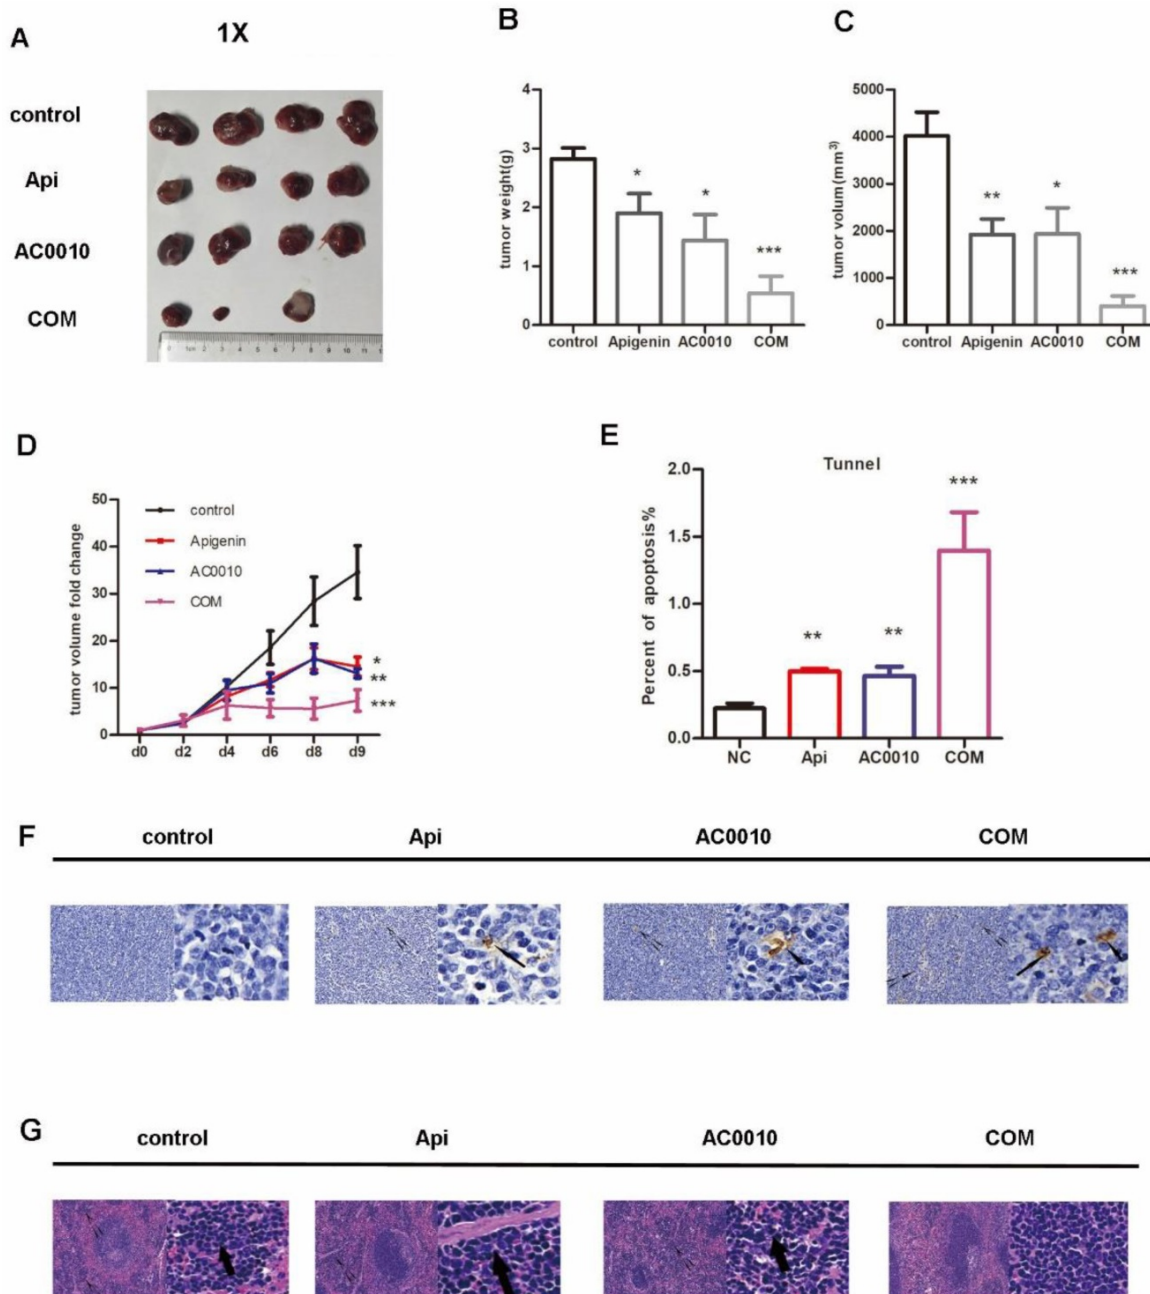 A
1X
control
Api
AC0010
COM
B
4
3
2
1
0
tumor weight(g)
*
*
***
control Apigenin AC0010 COM
C
5000
4000
3000
2000
1000
0
tumor volum(mm3)
**
*
***
control Apigenin AC0010 COM
D
50
40
30
20
10
0
tumor volume fold change
control
Apigenin
AC0010
COM
*
**
***
d0 d2 d4 d6 d8 d9
E
Tunnel
2.0
1.5
1.0
0.5
0.0
Percent of apoptosis%
**
**
***
NC Api AC0010 COM
F
control Api AC0010 COM
G
control Api AC0010 COM